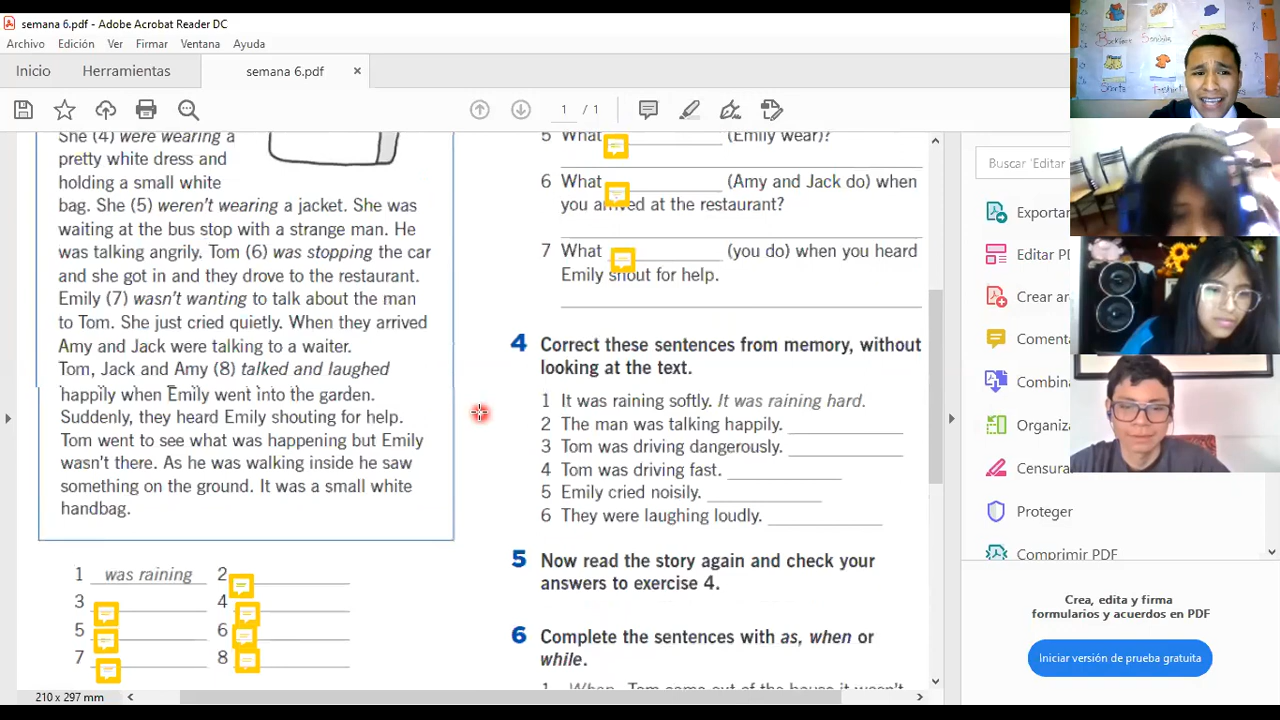 semana 6.pdf - Adobe Acrobat Reader DC
Archivo Edición Ver Firmar Ventana Ayuda
Inicio Herramientas semana 6.pdf ×
1 / 1
She (4) were wearing a
pretty white dress and
holding a small white
bag. She (5) weren't wearing a jacket. She was
waiting at the bus stop with a strange man. He
was talking angrily. Tom (6) was stopping the car
and she got in and they drove to the restaurant.
Emily (7) wasn't wanting to talk about the man
to Tom. She just cried quietly. When they arrived
Amy and Jack were talking to a waiter.
Tom, Jack and Amy (8) talked and laughed
happily when Emily went into the garden.
Suddenly, they heard Emily shouting for help.
Tom went to see what was happening but Emily
wasn't there. As he was walking inside he saw
something on the ground. It was a small white
handbag.
1 was raining 2
3 4
5 6
7 8
5 What (Emily wear)?
6 What (Amy and Jack do) when
you arrived at the restaurant?
7 What (you do) when you heard
Emily shout for help.
4 Correct these sentences from memory, without
looking at the text.
1 It was raining softly. It was raining hard.
2 The man was talking happily.
3 Tom was driving dangerously.
4 Tom was driving fast.
5 Emily cried noisily.
6 They were laughing loudly.
5 Now read the story again and check your
answers to exercise 4.
6 Complete the sentences with as, when or
while.
1 When Tom came out of the house it wasn't
210 x 297 mm
Buscar 'Editar
Exportar
Editar PD
Crear ar
Comenta
Combina
Organiza
Censura
Proteger
Comprimir PDF
Crea, edita y firma
formularios y acuerdos en PDF
Iniciar versión de prueba gratuita